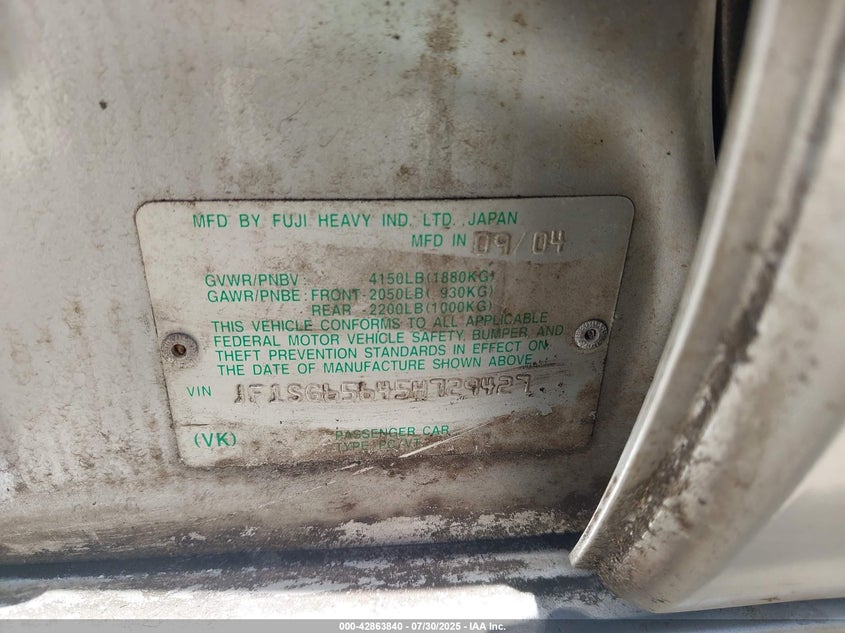 MFD BY FUJI HEAVY IND. LTD. JAPAN
MFD IN 09/04
GVWR/PNBV 4150LB(1880KG)
GAWR/PNBE: FRONT-2050LB( 930KG)
REAR -2200LB(1000KG)
THIS VEHICLE CONFORMS TO ALL APPLICABLE
FEDERAL MOTOR VEHICLE SAFETY, BUMPER, AND
THEFT PREVENTION STANDARDS IN EFFECT ON
THE DATE OF MANUFACTURE SHOWN ABOVE.
VIN JF1SG65645H729427
(VK) PASSENGER CAR
TYPE
000-42863840 - 07/30/2025 - IAA Inc.